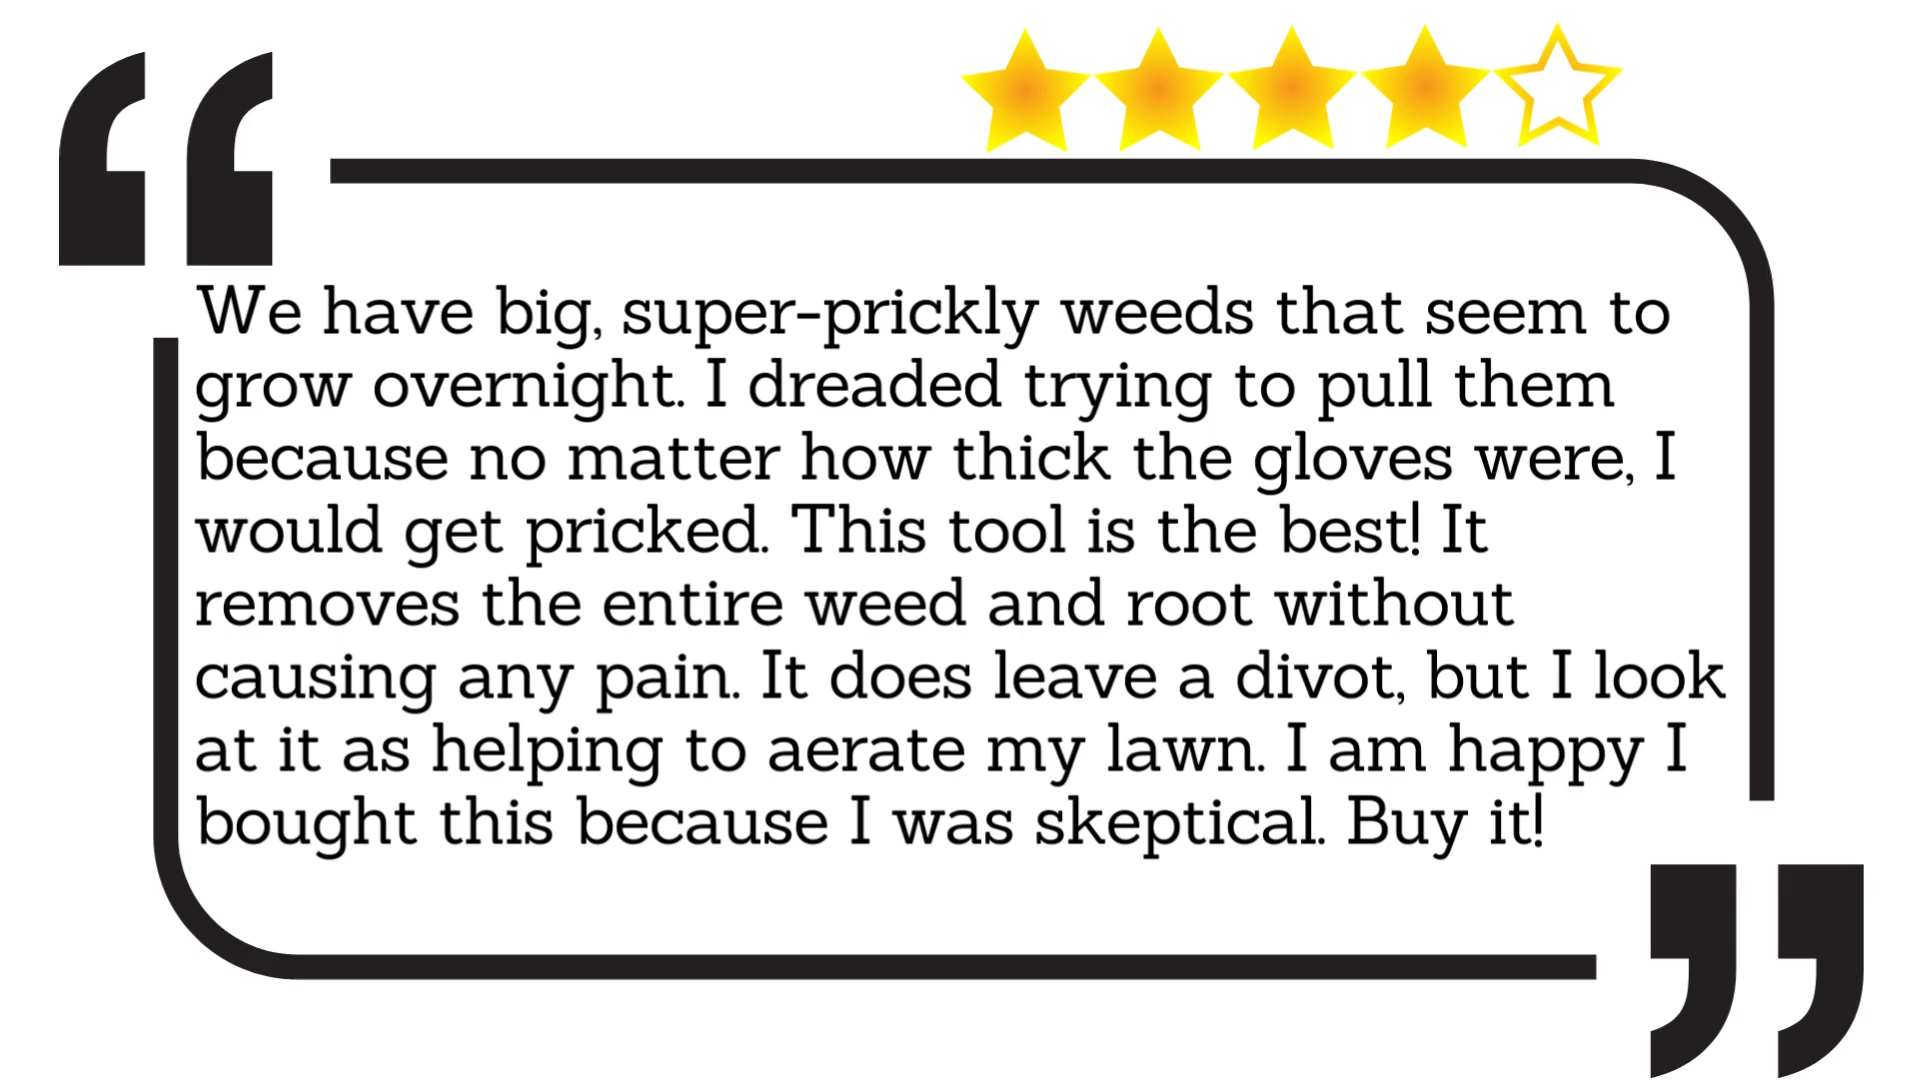 We have big, super-prickly weeds that seem to
grow overnight. I dreaded trying to pull them
because no matter how thick the gloves were, I
would get pricked. This tool is the best! It
removes the entire weed and root without
causing any pain. It does leave a divot, but I look
at it as helping to aerate my lawn. I am happy I
bought this because I was skeptical. Buy it!